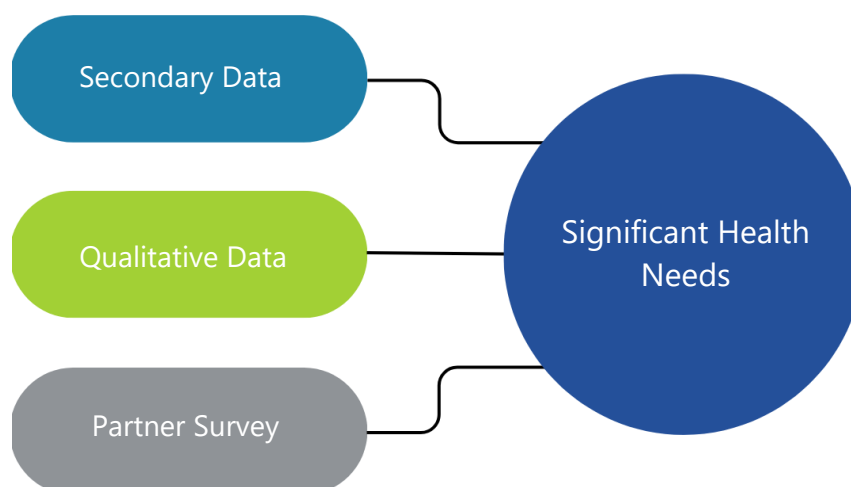 Secondary Data
Qualitative Data
Partner Survey
Significant Health
Needs